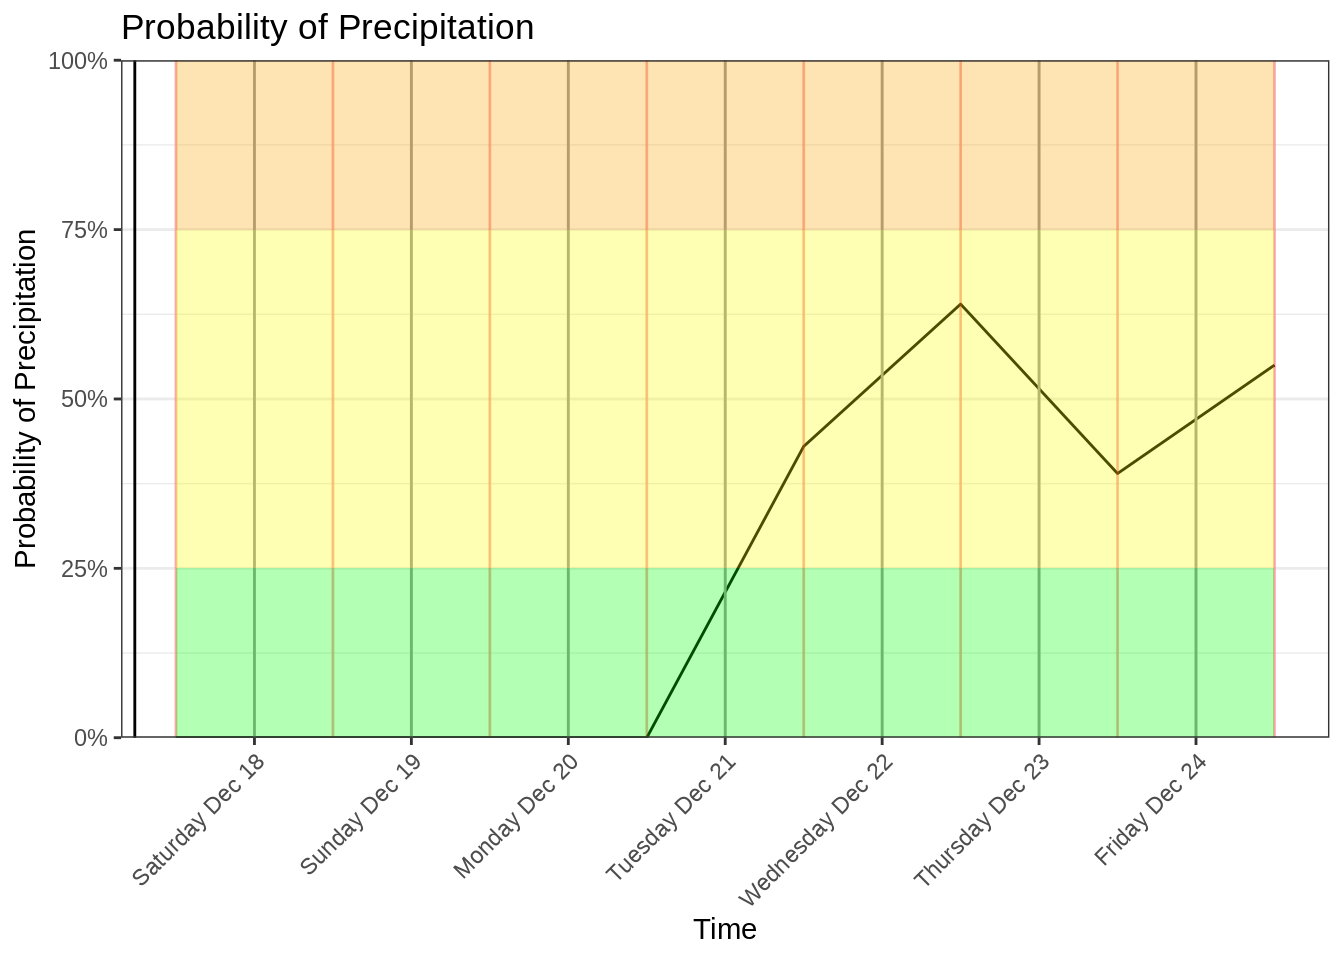 Probability of Precipitation
Probability of Precipitation
100%
75%
50%
25%
0%
Saturday Dec 18
Sunday Dec 19
Monday Dec 20
Tuesday Dec 21
Wednesday Dec 22
Thursday Dec 23
Friday Dec 24
Time